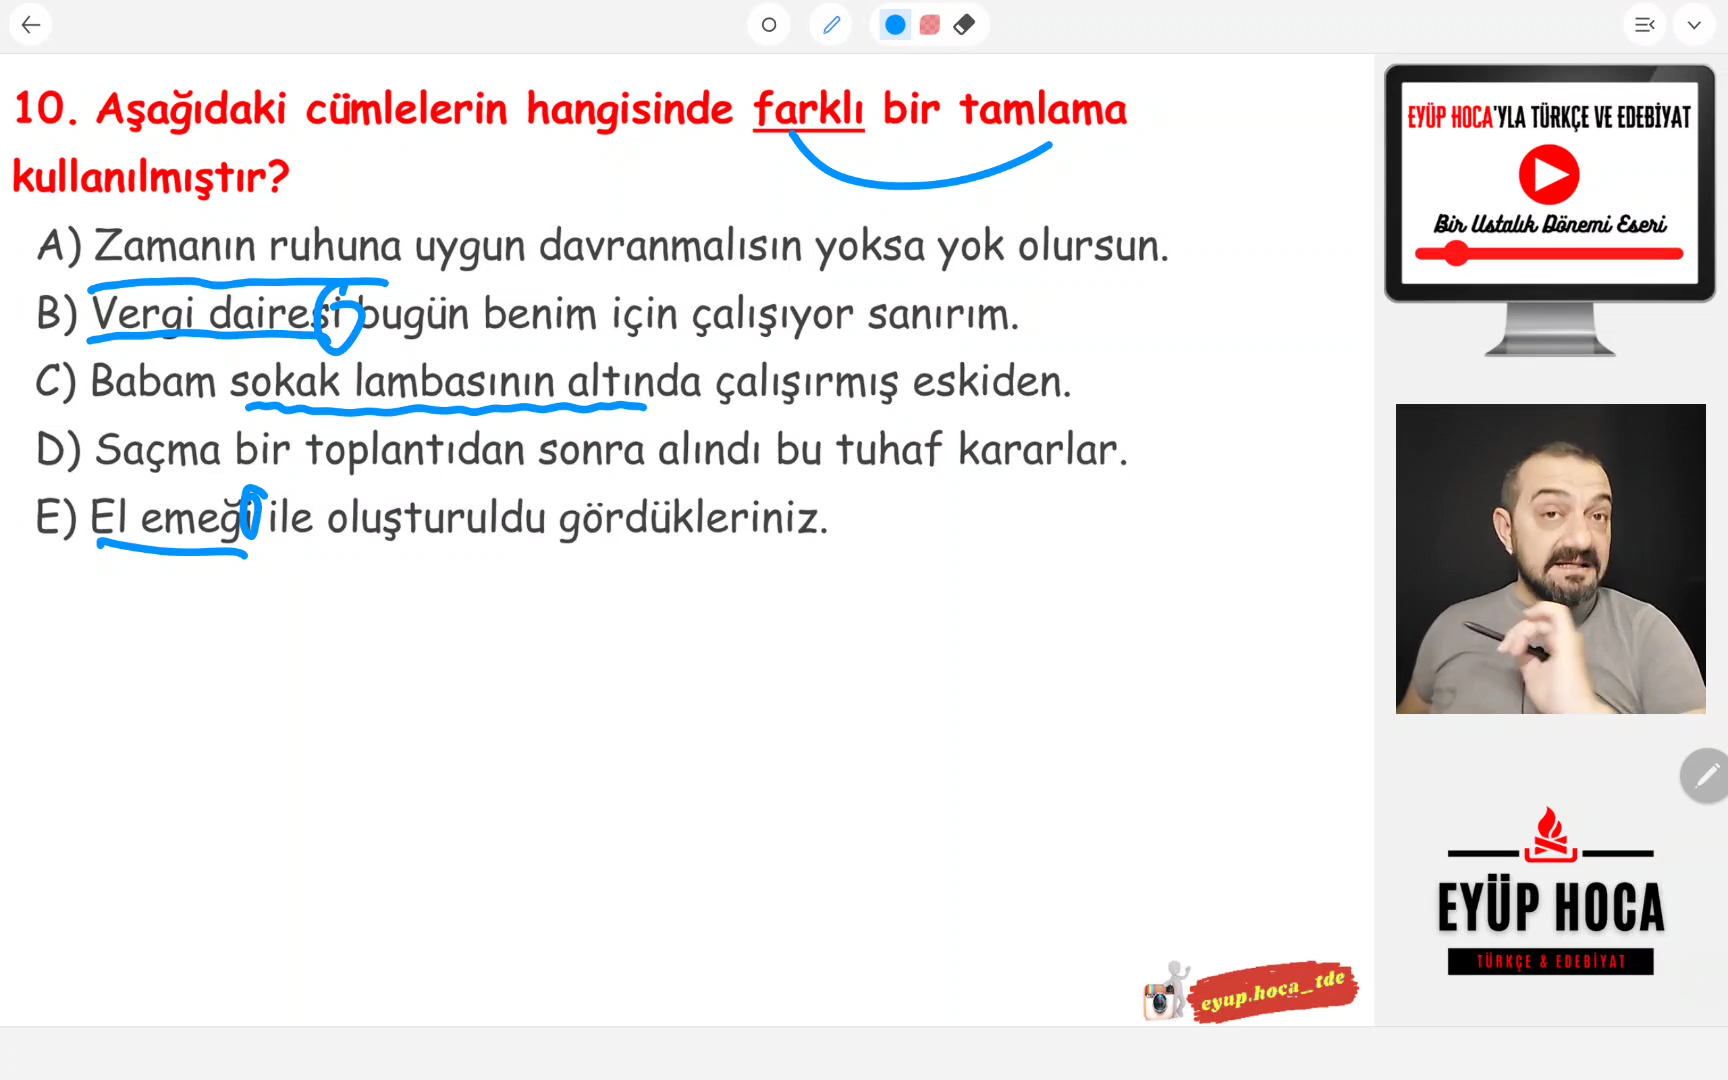 10. Aşağıdaki cümlelerin hangisinde farklı bir tamlama
kullanılmıştır?
A) Zamanın ruhuna uygun davranmalısın yoksa yok olursun.
B) Vergi dairesi bugün benim için çalışıyor sanırım.
C) Babam sokak lambasının altında çalışırmış eskiden.
D) Saçma bir toplantıdan sonra alındı bu tuhaf kararlar.
E) El emeği ile oluşturuldu gördükleriniz.
EYÜP HOCA'YLA TÜRKÇE VE EDEBİYAT
Bir Ustalık Dönemi Eseri
EYÜP HOCA
TÜRKÇE & EDEBİYAT
eyup.hoca_tde